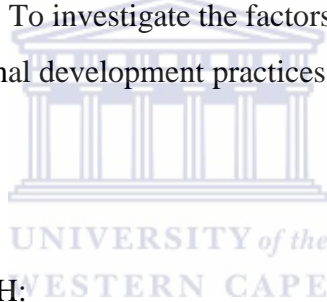 To investigate the factors
nal development practices
UNIVERSITY of the
H:
WESTERN CAPE